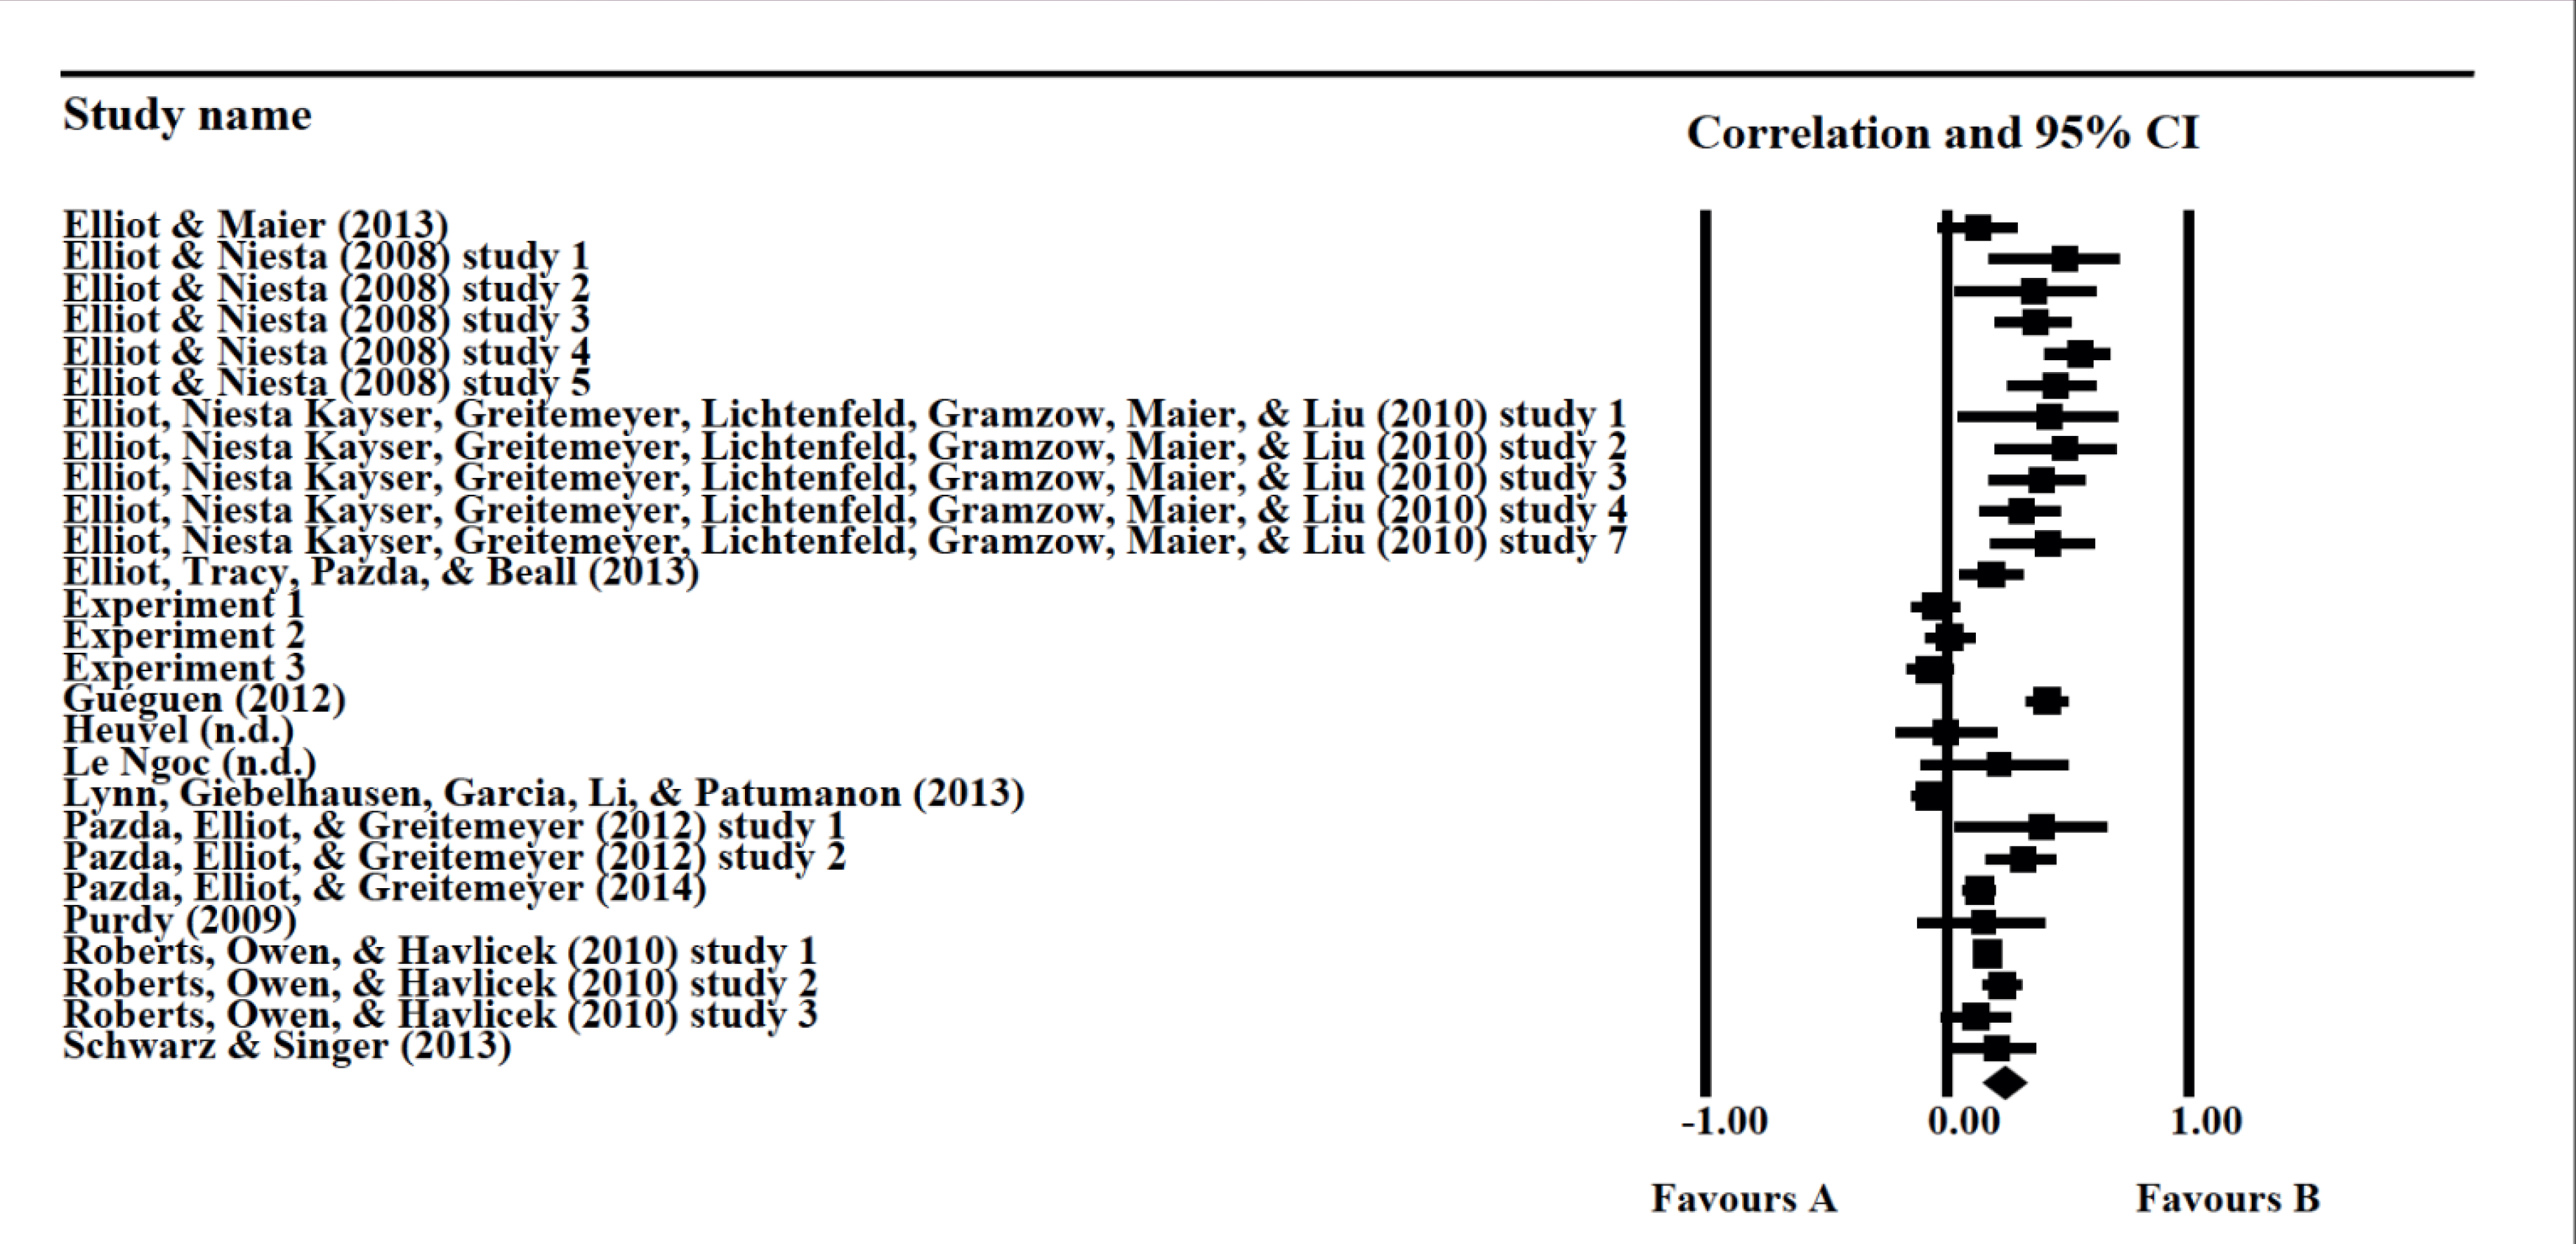 Study name
Correlation and 95% CI
Elliot & Maier (2013)
Elliot & Niesta (2008) study 1
Elliot & Niesta (2008) study 2
Elliot & Niesta (2008) study 3
Elliot & Niesta (2008) study 4
Elliot & Niesta (2008) study 5
Elliot, Niesta Kayser, Greitemeyer, Lichtenfeld, Gramzow, Maier, & Liu (2010) study 1
Elliot, Niesta Kayser, Greitemeyer, Lichtenfeld, Gramzow, Maier, & Liu (2010) study 2
Elliot, Niesta Kayser, Greitemeyer, Lichtenfeld, Gramzow, Maier, & Liu (2010) study 3
Elliot, Niesta Kayser, Greitemeyer, Lichtenfeld, Gramzow, Maier, & Liu (2010) study 4
Elliot, Niesta Kayser, Greitemeyer, Lichtenfeld, Gramzow, Maier, & Liu (2010) study 7
Elliot, Tracy, Pazda, & Beall (2013)
Experiment 1
Experiment 2
Experiment 3
Guéguen (2012)
Heuvel (n.d.)
Le Ngoc (n.d.)
Lynn, Giebelhausen, Garcia, Li, & Patumanon (2013)
Pazda, Elliot, & Greitemeyer (2012) study 1
Pazda, Elliot, & Greitemeyer (2012) study 2
Pazda, Elliot, & Greitemeyer (2014)
Purdy (2009)
Roberts, Owen, & Havlicek (2010) study 1
Roberts, Owen, & Havlicek (2010) study 2
Roberts, Owen, & Havlicek (2010) study 3
Schwarz & Singer (2013)
-1.00 0.00 1.00
Favours A Favours B